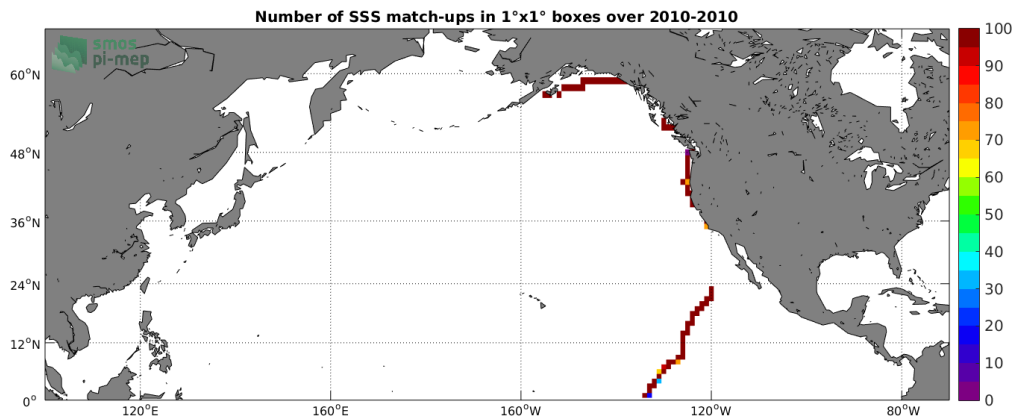 Number of SSS match-ups in 1°x1° boxes over 2010-2010
smos
pi-mep
60°N
48°N
36°N
24°N
12°N
0°
120°E
160°E
160°W
120°W
80°W
100
90
80
70
60
50
40
30
20
10
0